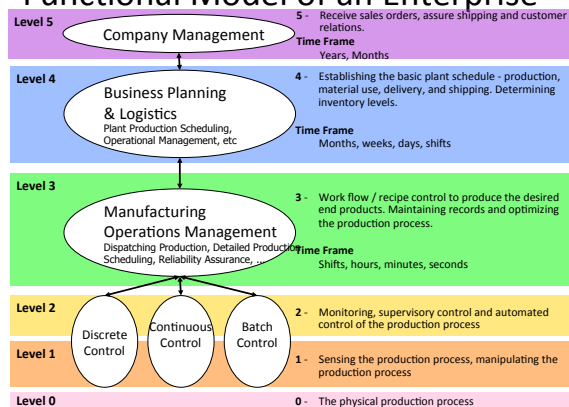 Functional Model of an Enterprise
Level 5
Company Management
5 - Receive sales orders, assure shipping and customer
relations.
Time Frame
Years, Months
Level 4
Business Planning
& Logistics
Plant Production Scheduling,
Operational Management, etc
4 - Establishing the basic plant schedule - production,
material use, delivery, and shipping. Determining
inventory levels.
Time Frame
Months, weeks, days, shifts
Level 3
Manufacturing
Operations Management
Dispatching Production, Detailed Production
Scheduling, Reliability Assurance, ...
3 - Work flow / recipe control to produce the desired
end products. Maintaining records and optimizing
the production process.
Time Frame
Shifts, hours, minutes, seconds
Level 2
2 - Monitoring, supervisory control and automated
control of the production process
Discrete
Control
Continuous
Control
Batch
Control
Level 1
1 - Sensing the production process, manipulating the
production process
Level 0
0 - The physical production process